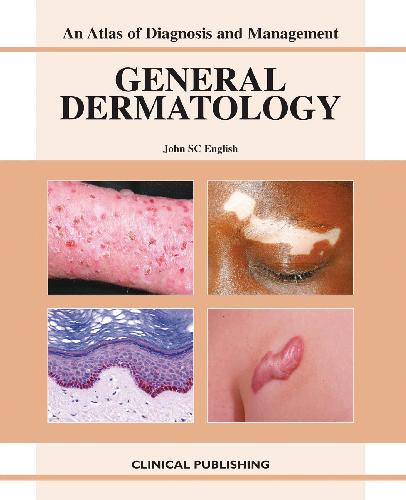 An Atlas of Diagnosis and Management
GENERAL
DERMATOLOGY
John SC English
CLINICAL PUBLISHING